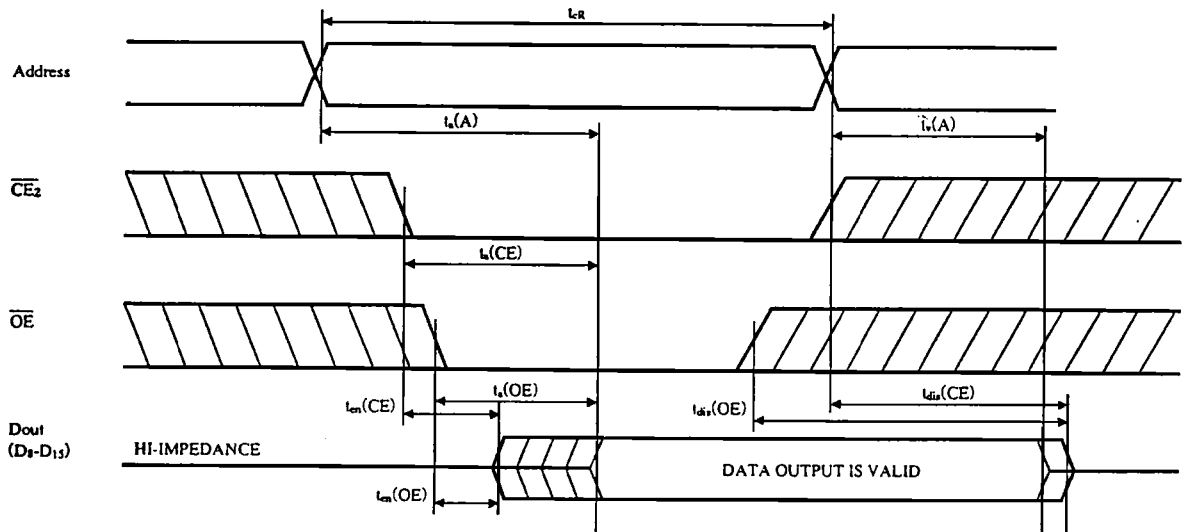 tcR
Address
ta(A)
tv(A)
CE2
ta(CE)
OE
ta(OE)
ten(CE)
tdis(CE)
tdis(OE)
Dout
(D8-D15)
HI-IMPEDANCE
DATA OUTPUT IS VALID
ten(OE)